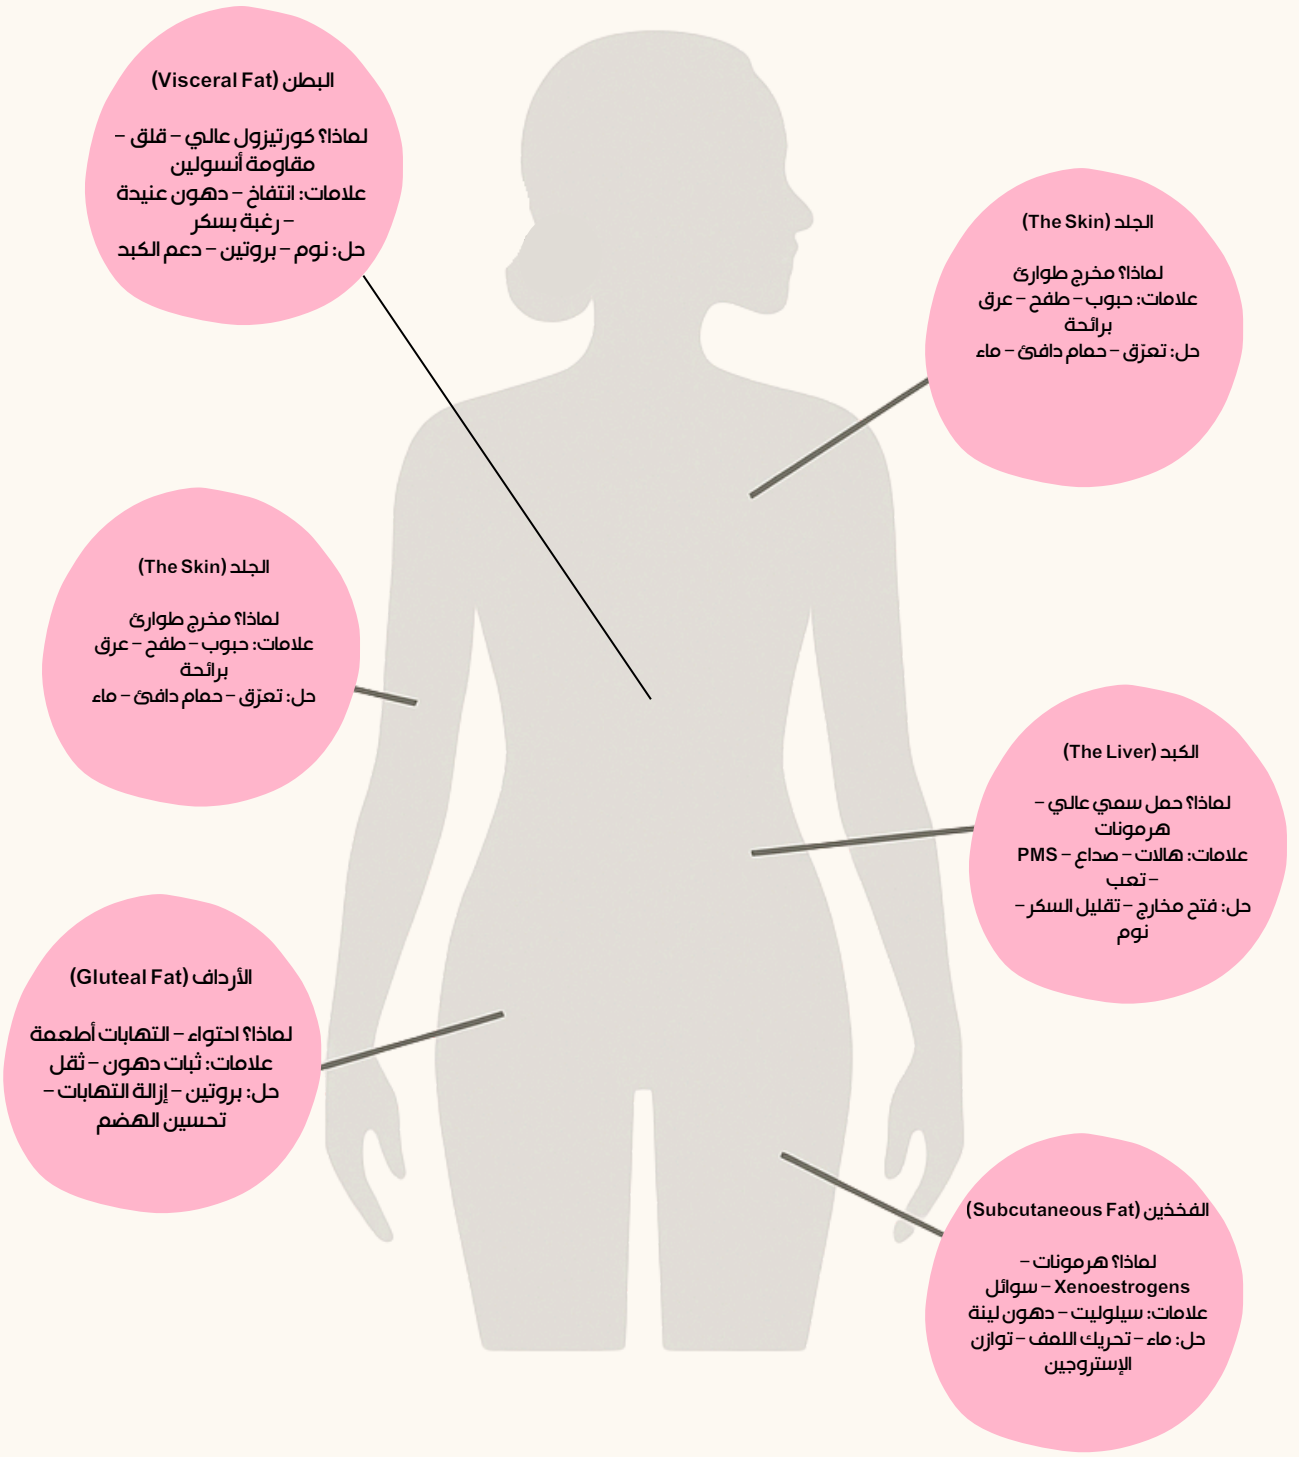 البطن (Visceral Fat)
لماذا؟ كورتيزول عالي – قلق –
مقاومة أنسولين
علامات: انتفاخ – دهون عنيدة
– رغبة بسكر
حل: نوم – بروتين – دعم الكبد
الجلد (The Skin)
لماذا؟ مخرج طوارئ
علامات: حبوب – طفح – عرق
برائحة
حل: تعرّق – حمام دافئ – ماء
الجلد (The Skin)
لماذا؟ مخرج طوارئ
علامات: حبوب – طفح – عرق
برائحة
حل: تعرّق – حمام دافئ – ماء
الكبد (The Liver)
لماذا؟ حمل سمي عالي –
هرمونات
علامات: هالات – صداع – PMS
– تعب
حل: فتح مخارج – تقليل السكر –
نوم
الأرداف (Gluteal Fat)
لماذا؟ احتواء – التهابات أطعمة
علامات: ثبات دهون – ثقل
حل: بروتين – إزالة التهابات –
تحسين الهضم
الفخذين (Subcutaneous Fat)
لماذا؟ هرمونات –
Xenoestrogens – سوائل
علامات: سيلوليت – دهون لينة
حل: ماء – تحريك اللمف – توازن
الإستروجين